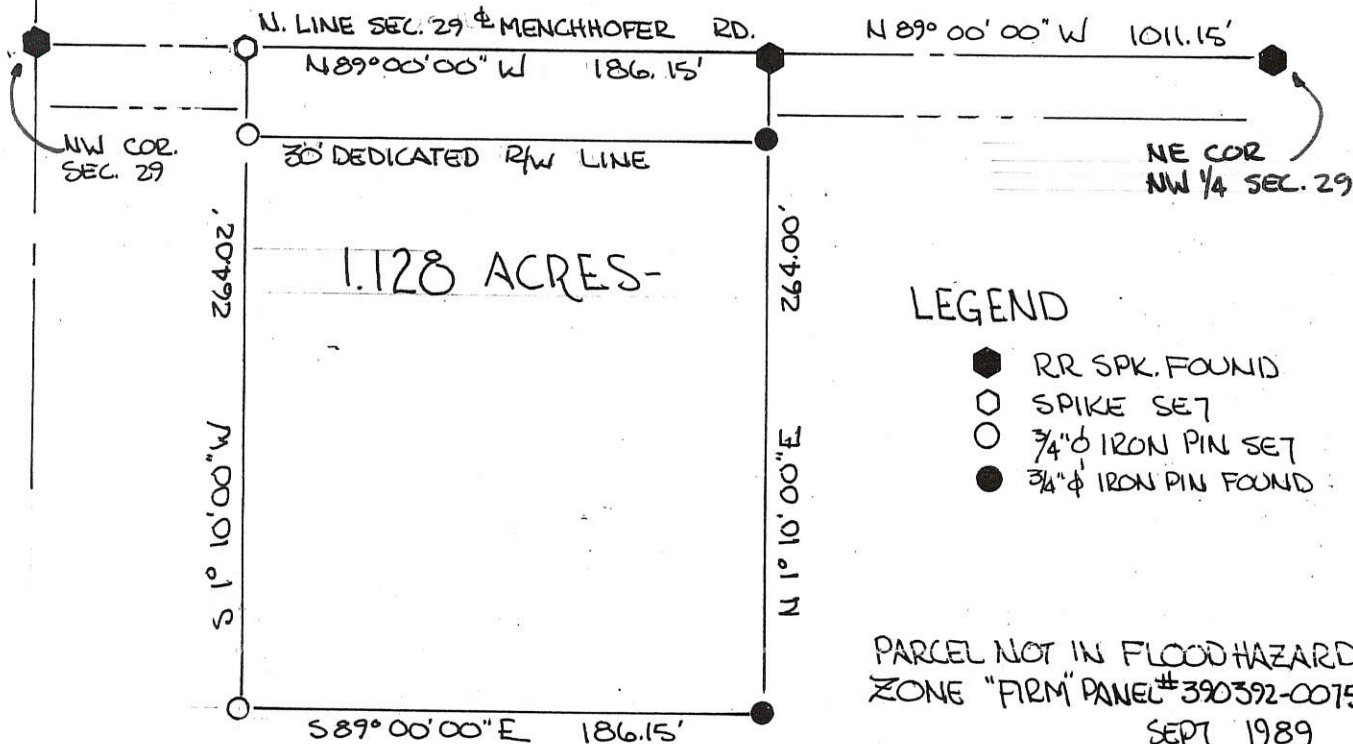 N. LINE SEC. 29 ℄ MENCHHOFER RD.
N 89° 00' 00" W 1011.15'
N 89° 00' 00" W 186.15'
NW COR.
SEC. 29
30' DEDICATED R/W LINE
NE COR
NW 1/4 SEC. 29
264.02'
S 1° 10' 00" W
1.128 ACRES-
264.00'
N 1° 10' 00" E
LEGEND
RR SPK. FOUND
SPIKE SET
3/4"ϕ IRON PIN SET
3/4"ϕ IRON PIN FOUND
S 89° 00' 00" E 186.15'
PARCEL NOT IN FLOOD HAZARD
ZONE "FIRM" PANEL # 390392-0075
SEPT 1989